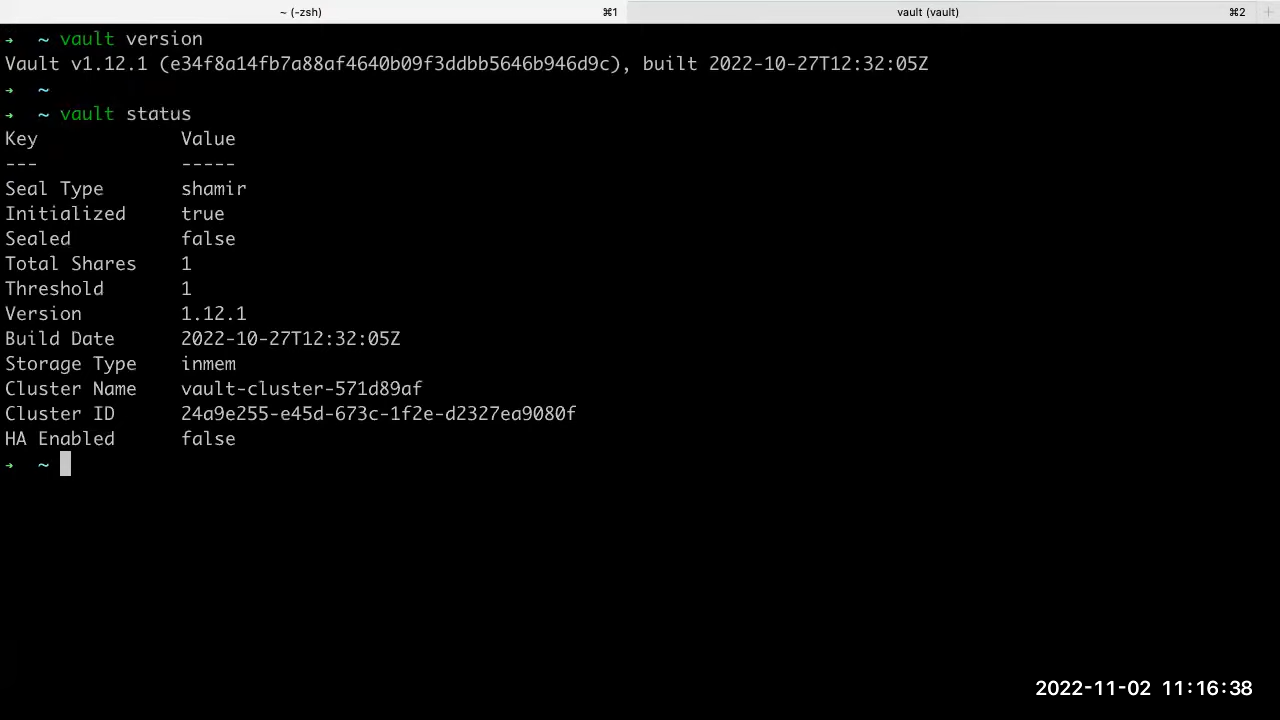 ~ (-zsh) ⌘1 vault (vault) ⌘2 +
→ ~ vault version
Vault v1.12.1 (e34f8a14fb7a88af4640b09f3ddbb5646b946d9c), built 2022-10-27T12:32:05Z
→ ~
→ ~ vault status
Key Value
--- -----
Seal Type shamir
Initialized true
Sealed false
Total Shares 1
Threshold 1
Version 1.12.1
Build Date 2022-10-27T12:32:05Z
Storage Type inmem
Cluster Name vault-cluster-571d89af
Cluster ID 24a9e255-e45d-673c-1f2e-d2327ea9080f
HA Enabled false
→ ~
2022-11-02 11:16:38